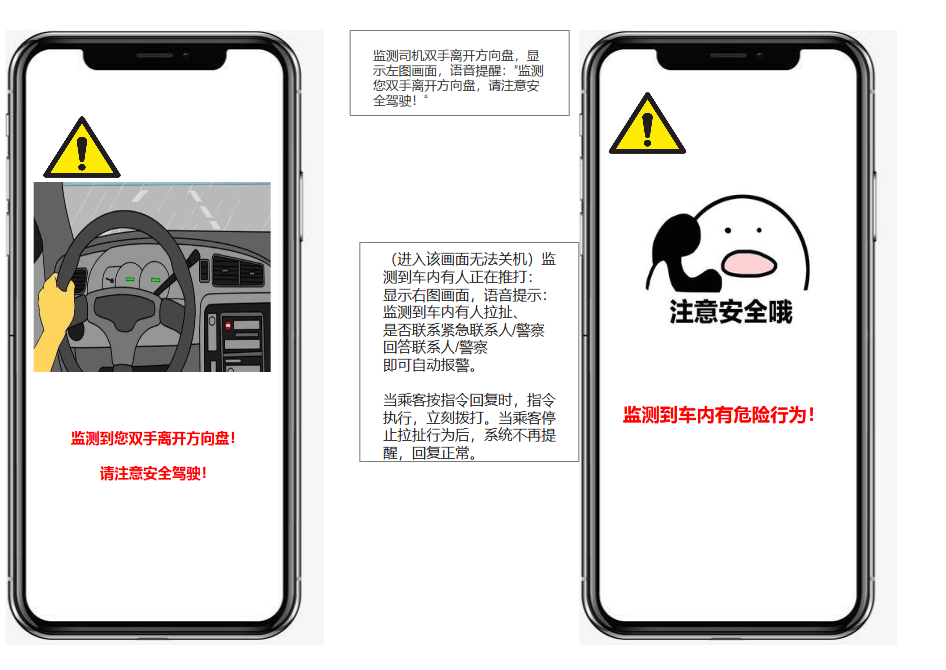 监测司机双手离开方向盘，显
示左图画面，语音提醒：“监测
您双手离开方向盘，请注意安
全驾驶！“
监测到您双手离开方向盘！
请注意安全驾驶！
（进入该画面无法关机）监
测到车内有人正在推打：
显示右图画面，语音提示：
监测到车内有人拉扯、
是否联系紧急联系人/警察
回答联系人/警察
即可自动报警。
当乘客按指令回复时，指令
执行，立刻拨打。当乘客停
止拉扯行为后，系统不再提
醒，回复正常。
注意安全哦
监测到车内有危险行为！